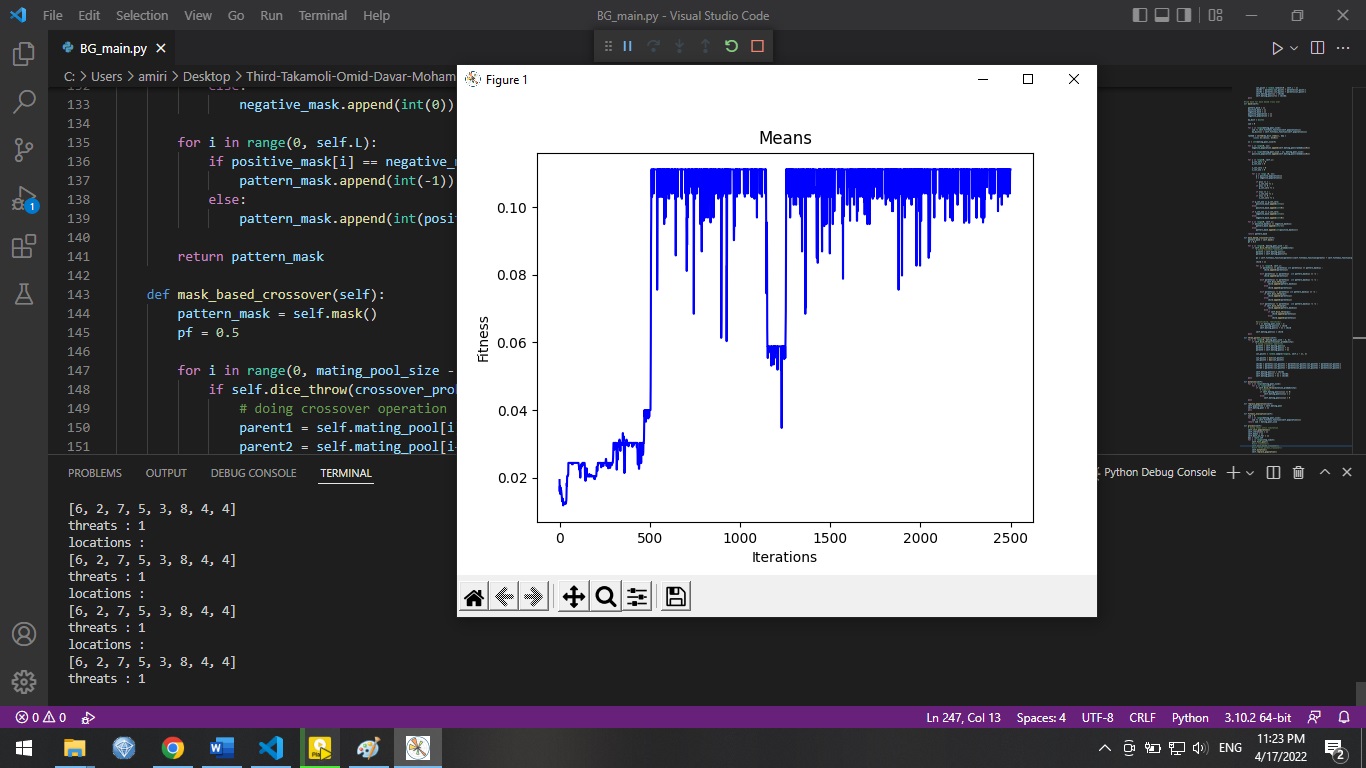 File Edit Selection View Go Run Terminal Help
BG_main.py - Visual Studio Code
BG_main.py
C: > Users > amiri > Desktop > Third-Takamoli-Omid-Davar-Moham
Figure 1
132 else:
133 negative_mask.append(int(0))
134
135 for i in range(0, self.L):
136 if positive_mask[i] == negative_
137 pattern_mask.append(int(-1))
138 else:
139 pattern_mask.append(int(posit
140
141 return pattern_mask
142
143 def mask_based_crossover(self):
144 pattern_mask = self.mask()
145 pf = 0.5
146
147 for i in range(0, mating_pool_size -
148 if self.dice_throw(crossover_pro
149 # doing crossover operation
150 parent1 = self.mating_pool[i
151 parent2 = self.mating_pool[i
Means
0.10
0.08
0.06
0.04
0.02
Fitness
0 500 1000 1500 2000 2500
Iterations
PROBLEMS OUTPUT DEBUG CONSOLE TERMINAL
Python Debug Console
[6, 2, 7, 5, 3, 8, 4, 4]
threats : 1
locations :
[6, 2, 7, 5, 3, 8, 4, 4]
threats : 1
locations :
[6, 2, 7, 5, 3, 8, 4, 4]
threats : 1
locations :
[6, 2, 7, 5, 3, 8, 4, 4]
threats : 1
1
0 0 Ln 247, Col 13 Spaces: 4 UTF-8 CRLF Python 3.10.2 64-bit
ENG
11:23 PM
4/17/2022
2